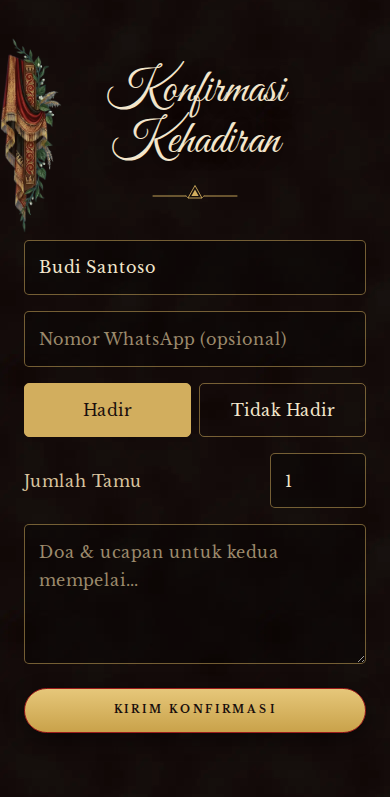 Konfirmasi
Kehadiran
Budi Santoso
Nomor WhatsApp (opsional)
Hadir
Tidak Hadir
Jumlah Tamu
1
Doa & ucapan untuk kedua
mempelai...
KIRIM KONFIRMASI